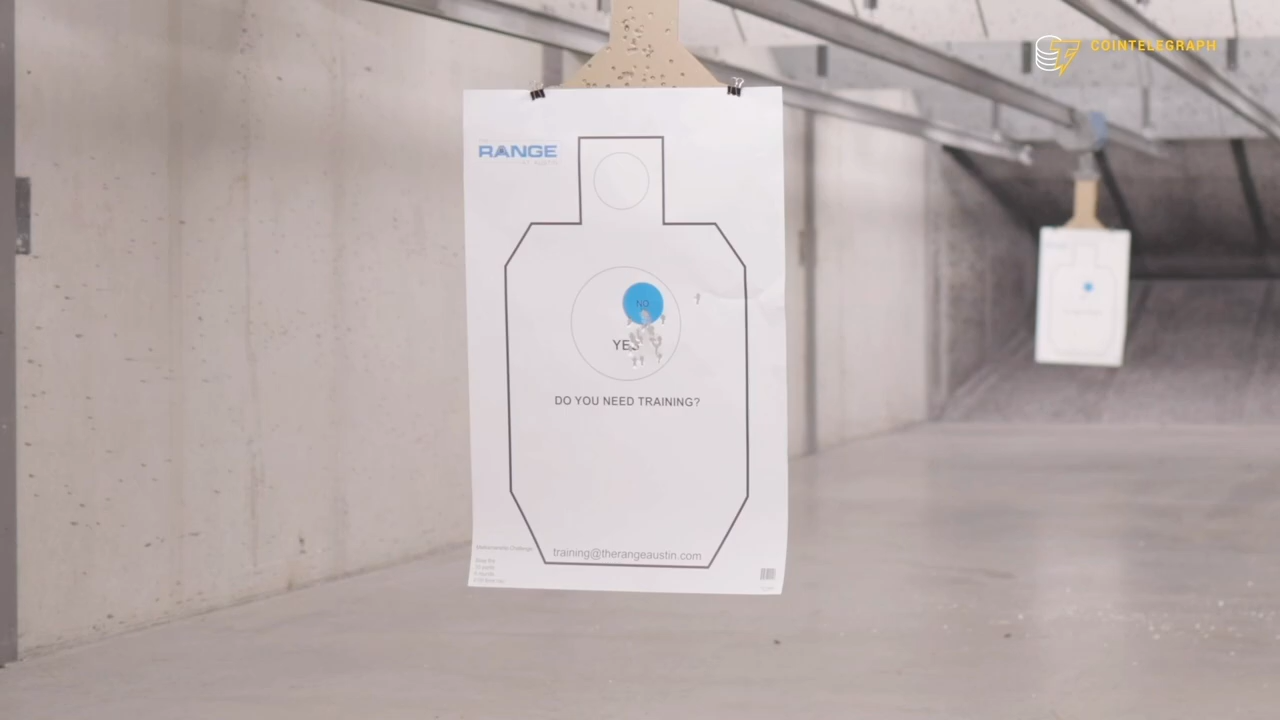 COINTELEGRAPH
RANGE
NO
YES
DO YOU NEED TRAINING?
training@therangeaustin.com